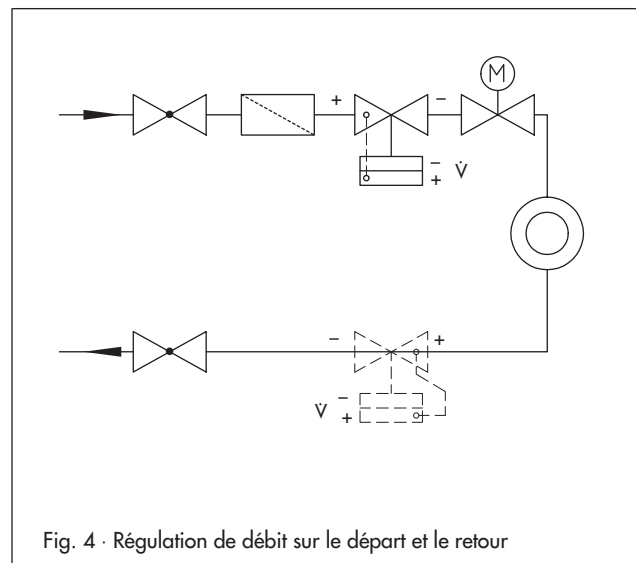 M
+ −
− V̇
+
− +
V̇ −
+
Fig. 4 · Régulation de débit sur le départ et le retour